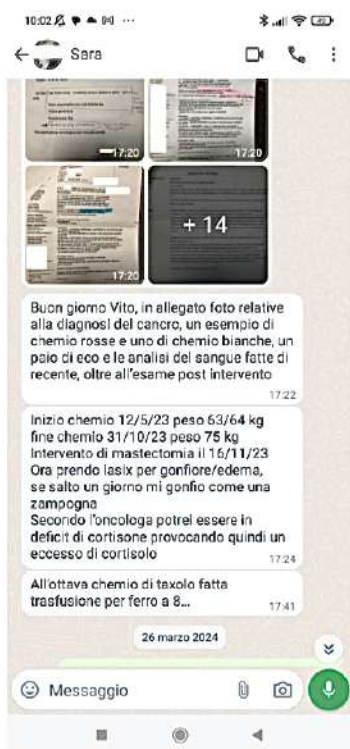 10:02
Sara
17:20
17:20
17:20
+ 14
Buon giorno Vito, in allegato foto relative
alla diagnosi del cancro, un esempio di
chemio rosse e uno di chemio bianche, un
paio di eco e le analisi del sangue fatte di
recente, oltre all'esame post intervento
17:22
Inizio chemio 12/5/23 peso 63/64 kg
fine chemio 31/10/23 peso 75 kg
Intervento di mastectomia il 16/11/23
Ora prendo lasix per gonfiore/edema,
se salto un giorno mi gonfio come una
zampogna
Secondo l'oncologa potrei essere in
deficit di cortisone provocando quindi un
eccesso di cortisolo
17:24
All'ottava chemio di taxolo fatta
trasfusione per ferro a 8...
17:41
26 marzo 2024
Messaggio